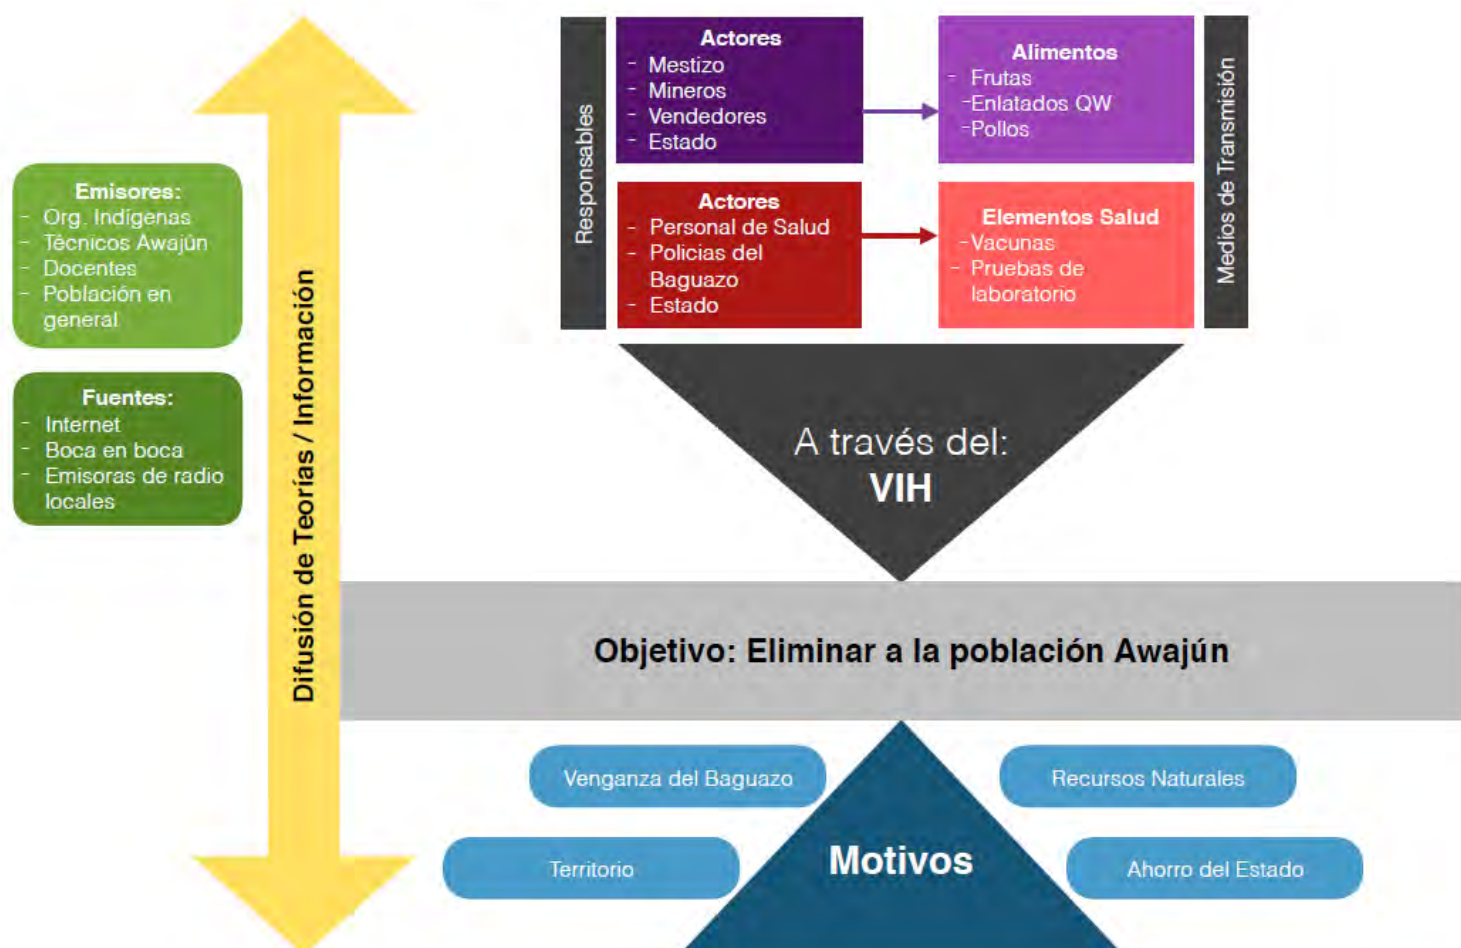 Emisores:
- Org. Indígenas
- Técnicos Awajún
- Docentes
- Población en
general
Fuentes:
- Internet
- Boca en boca
- Emisoras de radio
locales
Difusión de Teorías / Información
Responsables
Actores
- Mestizo
- Mineros
- Vendedores
- Estado
Alimentos
- Frutas
-Enlatados QW
-Pollos
Actores
- Personal de Salud
- Policias del
Baguazo
- Estado
Elementos Salud
-Vacunas
- Pruebas de
laboratorio
Medios de Transmisión
A través del:
VIH
Objetivo: Eliminar a la población Awajún
Venganza del Baguazo
Recursos Naturales
Territorio
Motivos
Ahorro del Estado